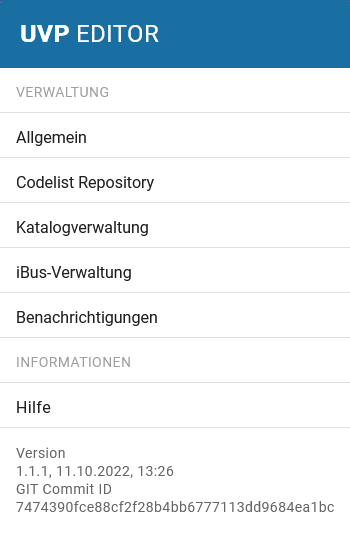 UVP EDITOR
VERWALTUNG
Allgemein
Codelist Repository
Katalogverwaltung
iBus-Verwaltung
Benachrichtigungen
INFORMATIONEN
Hilfe
Version
1.1.1, 11.10.2022, 13:26
GIT Commit ID
7474390fce88cf2f28b4bb6777113dd9684ea1bc